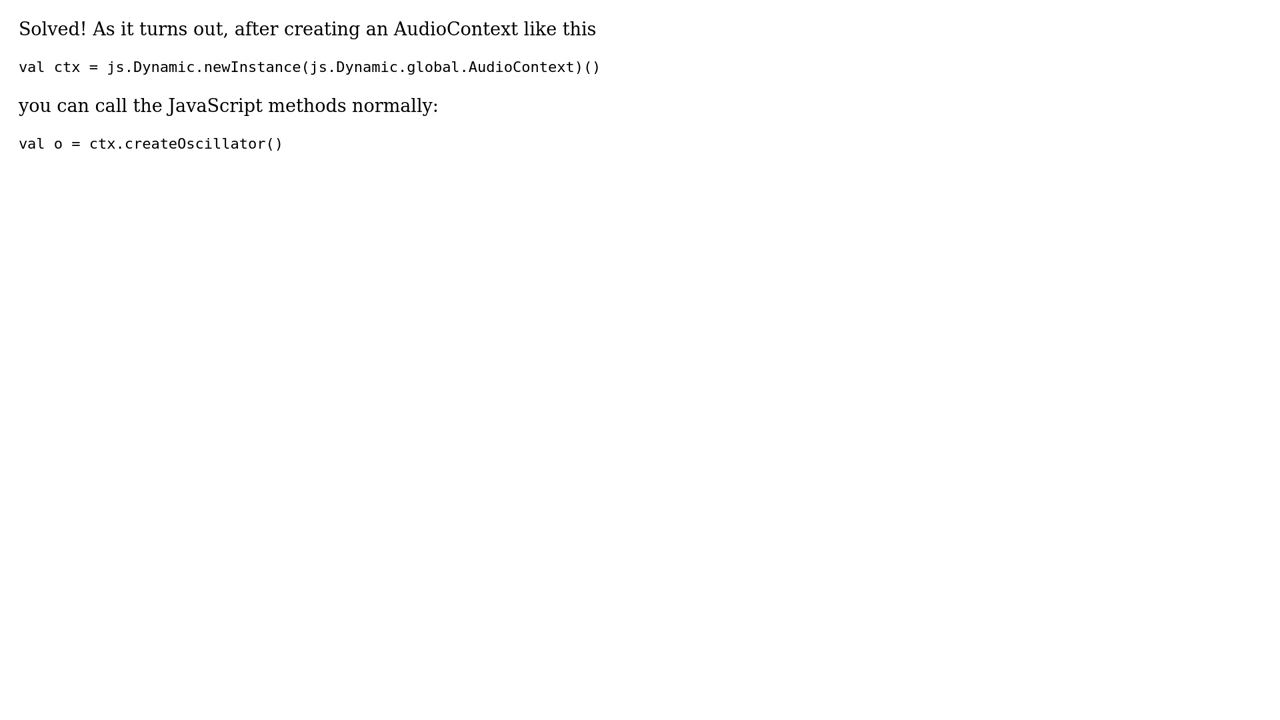 Solved! As it turns out, after creating an AudioContext like this
val ctx = js.Dynamic.newInstance(js.Dynamic.global.AudioContext)()
you can call the JavaScript methods normally:
val o = ctx.createOscillator()